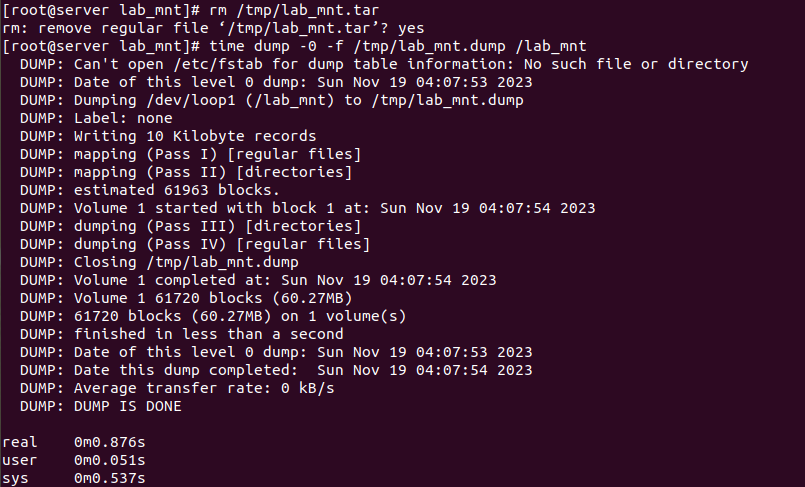 [root@server lab_mnt]# rm /tmp/lab_mnt.tar
rm: remove regular file ‘/tmp/lab_mnt.tar’? yes
[root@server lab_mnt]# time dump -0 -f /tmp/lab_mnt.dump /lab_mnt
  DUMP: Can't open /etc/fstab for dump table information: No such file or directory
  DUMP: Date of this level 0 dump: Sun Nov 19 04:07:53 2023
  DUMP: Dumping /dev/loop1 (/lab_mnt) to /tmp/lab_mnt.dump
  DUMP: Label: none
  DUMP: Writing 10 Kilobyte records
  DUMP: mapping (Pass I) [regular files]
  DUMP: mapping (Pass II) [directories]
  DUMP: estimated 61963 blocks.
  DUMP: Volume 1 started with block 1 at: Sun Nov 19 04:07:54 2023
  DUMP: dumping (Pass III) [directories]
  DUMP: dumping (Pass IV) [regular files]
  DUMP: Closing /tmp/lab_mnt.dump
  DUMP: Volume 1 completed at: Sun Nov 19 04:07:54 2023
  DUMP: Volume 1 61720 blocks (60.27MB)
  DUMP: 61720 blocks (60.27MB) on 1 volume(s)
  DUMP: finished in less than a second
  DUMP: Date of this level 0 dump: Sun Nov 19 04:07:53 2023
  DUMP: Date this dump completed:  Sun Nov 19 04:07:54 2023
  DUMP: Average transfer rate: 0 kB/s
  DUMP: DUMP IS DONE

real    0m0.876s
user    0m0.051s
sys     0m0.537s